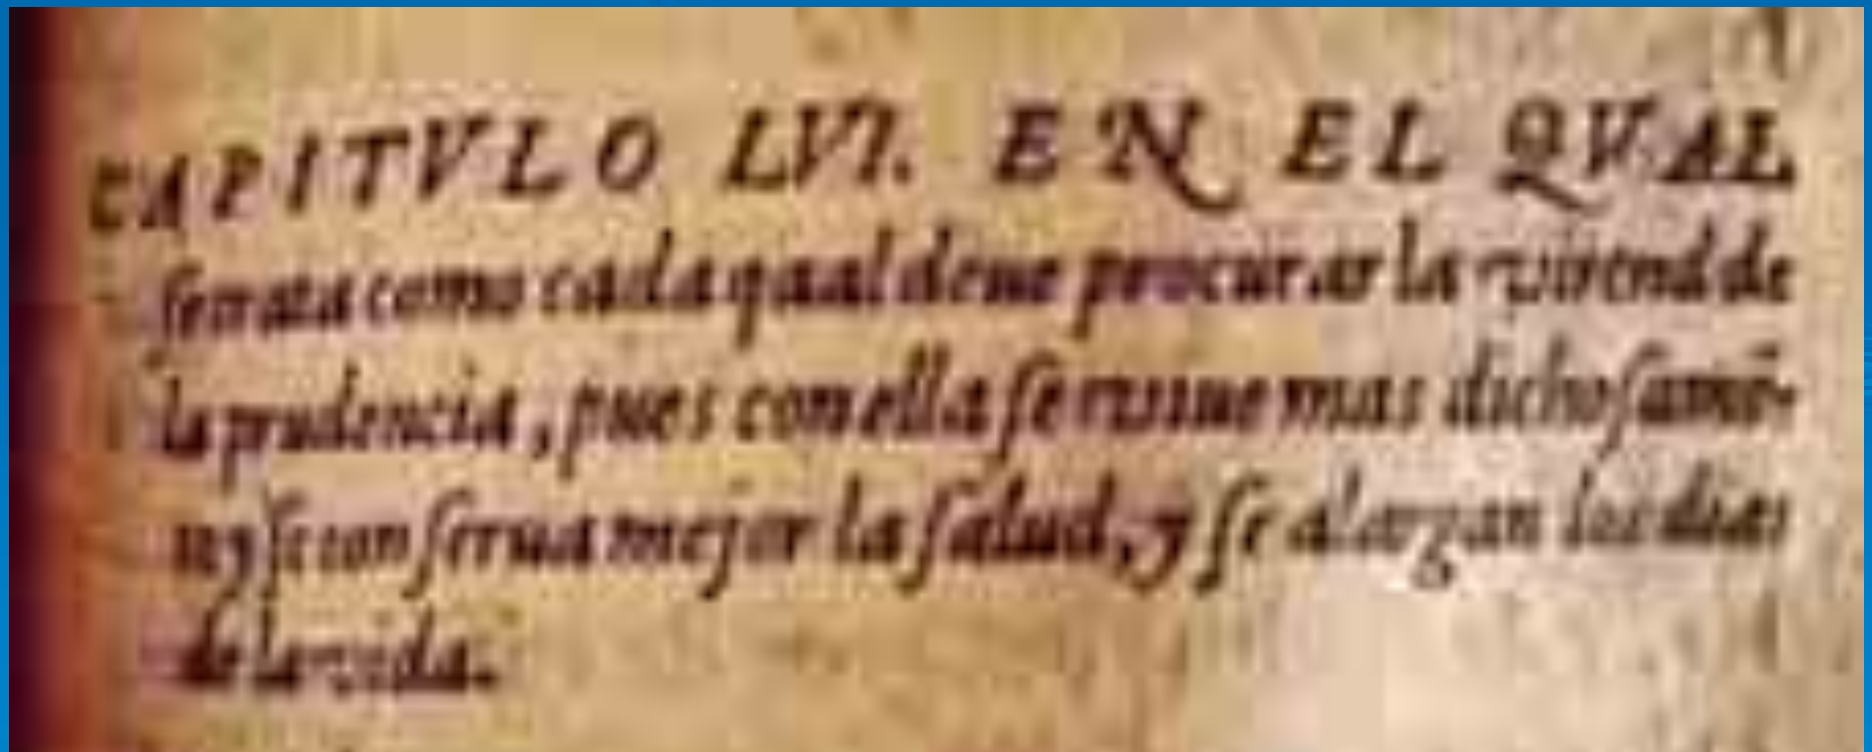 CAPITVLO LVI. EN EL QVAL
ſe trata como cada qual deue procurar la virtud de
la prudencia, pues con ella ſe viue mas dichoſamẽ-
te, y ſe conſerua mejor la ſalud, y ſe alargan los dias
de la vida.